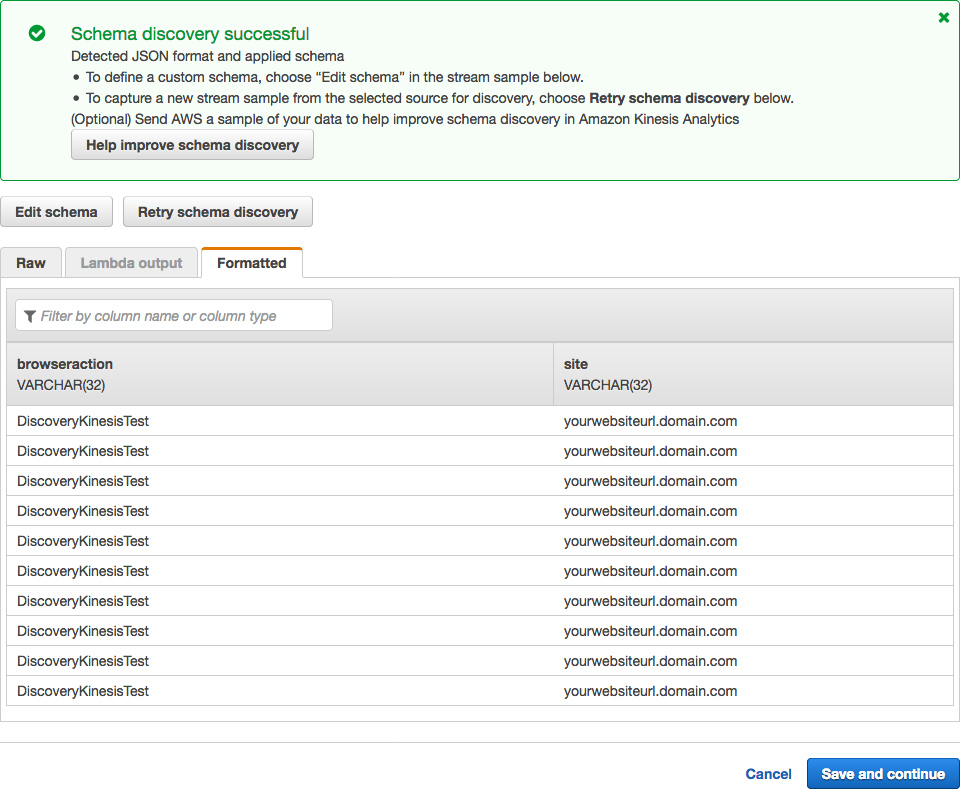 Schema discovery successful
Detected JSON format and applied schema
• To define a custom schema, choose “Edit schema” in the stream sample below.
• To capture a new stream sample from the selected source for discovery, choose Retry schema discovery below.
(Optional) Send AWS a sample of your data to help improve schema discovery in Amazon Kinesis Analytics
Help improve schema discovery
Edit schema Retry schema discovery
Raw Lambda output Formatted
Filter by column name or column type
browseraction site
VARCHAR(32) VARCHAR(32)
DiscoveryKinesisTest yourwebsiteurl.domain.com
DiscoveryKinesisTest yourwebsiteurl.domain.com
DiscoveryKinesisTest yourwebsiteurl.domain.com
DiscoveryKinesisTest yourwebsiteurl.domain.com
DiscoveryKinesisTest yourwebsiteurl.domain.com
DiscoveryKinesisTest yourwebsiteurl.domain.com
DiscoveryKinesisTest yourwebsiteurl.domain.com
DiscoveryKinesisTest yourwebsiteurl.domain.com
DiscoveryKinesisTest yourwebsiteurl.domain.com
DiscoveryKinesisTest yourwebsiteurl.domain.com
Cancel Save and continue